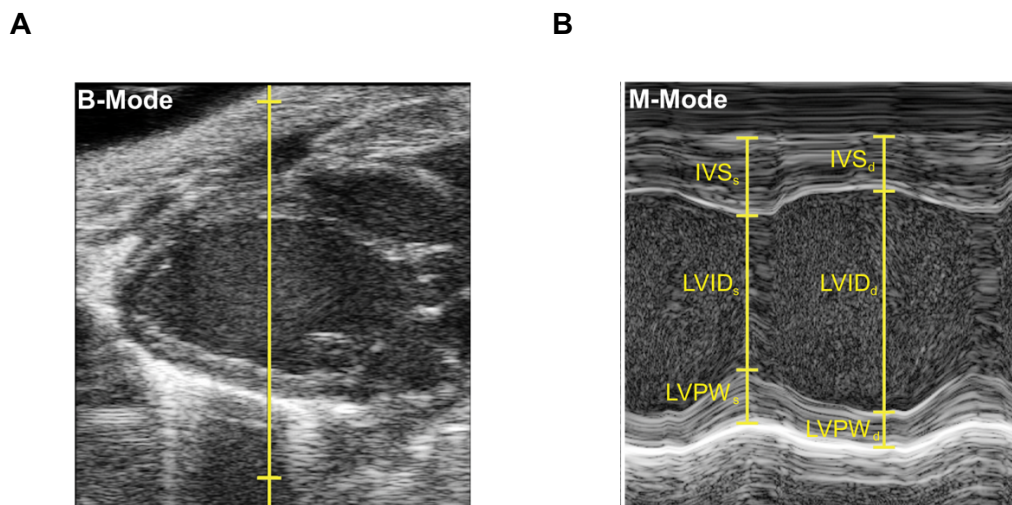 A
B
B-Mode
M-Mode
IVSs
IVSd
LVIDs
LVIDd
LVPWs
LVPWd